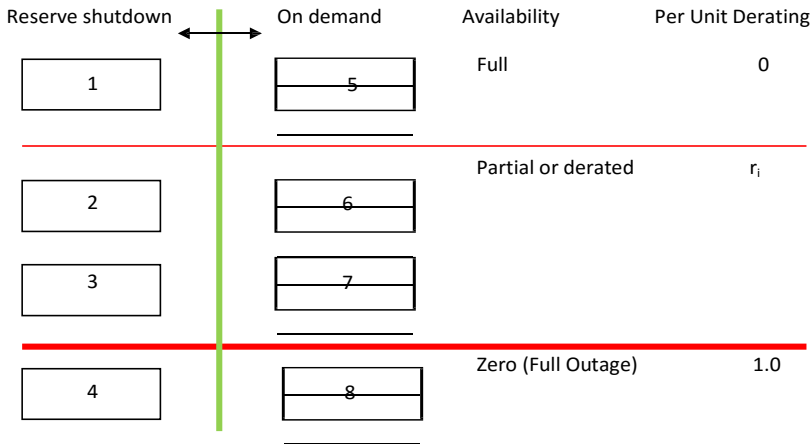 Reserve shutdown On demand Availability Per Unit Derating
1 5 Full 0
Partial or derated rᵢ
2 6
3 7
Zero (Full Outage) 1.0
4 8